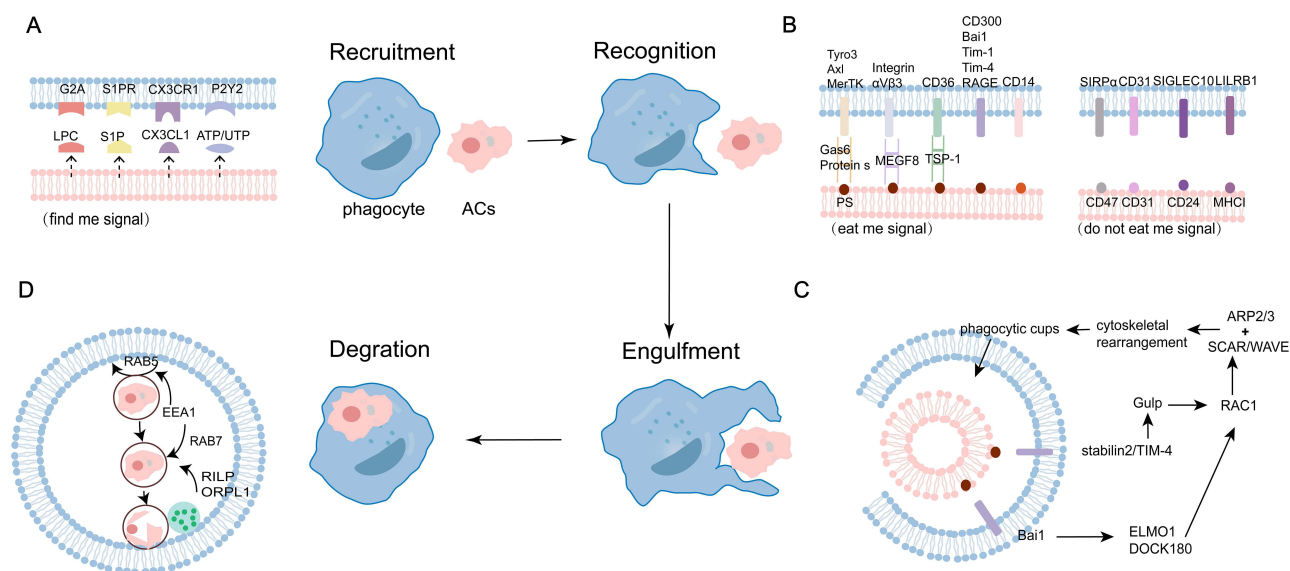 A
Recruitment
Recognition
B
G2A S1PR CX3CR1 P2Y2
LPC S1P CX3CL1 ATP/UTP
(find me signal)
phagocyte ACs
Tyro3
Axl
MerTK
Integrin
αVβ3
CD36
CD300
Bai1
Tim-1
Tim-4
RAGE
CD14
Gas6
Protein s
MEGF8
TSP-1
PS
(eat me signal)
SIRPα CD31 SIGLEC10 LILRB1
CD47 CD31 CD24 MHCI
(do not eat me signal)
D
Degration
Engulfment
C
RAB5
EEA1
RAB7
RILP
ORPL1
phagocytic cups
cytoskeletal
rearrangement
ARP2/3
+
SCAR/WAVE
Gulp
RAC1
stabilin2/TIM-4
Bai1
ELMO1
DOCK180